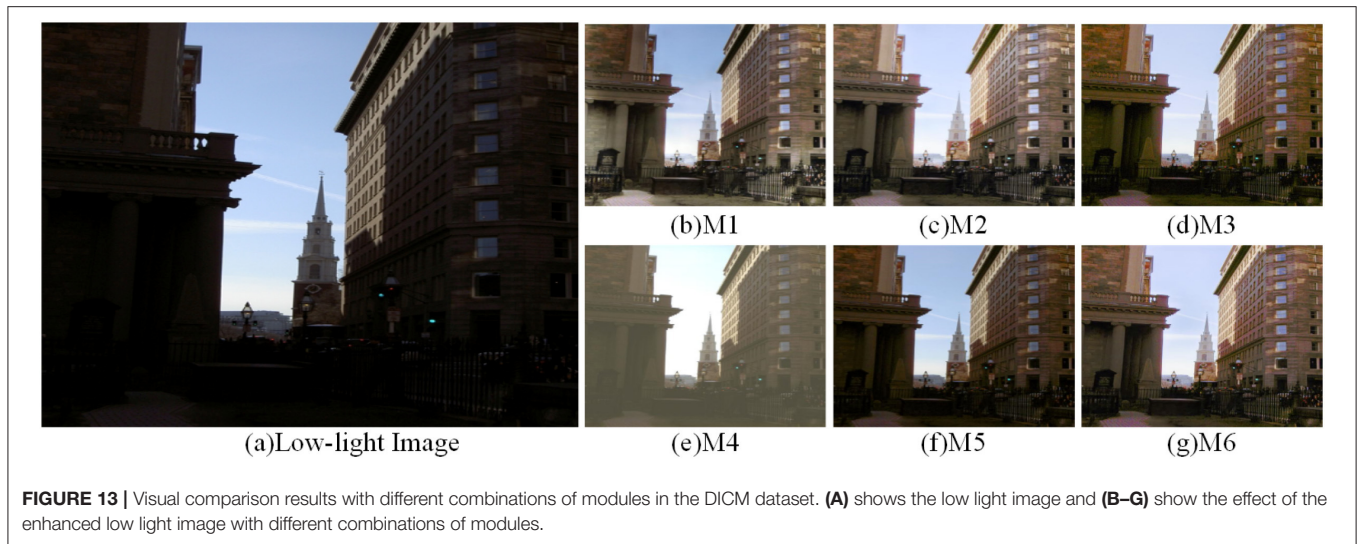 (b)M1 (c)M2 (d)M3
(a)Low-light Image (e)M4 (f)M5 (g)M6
FIGURE 13 | Visual comparison results with different combinations of modules in the DICM dataset. (A) shows the low light image and (B–G) show the effect of the
enhanced low light image with different combinations of modules.